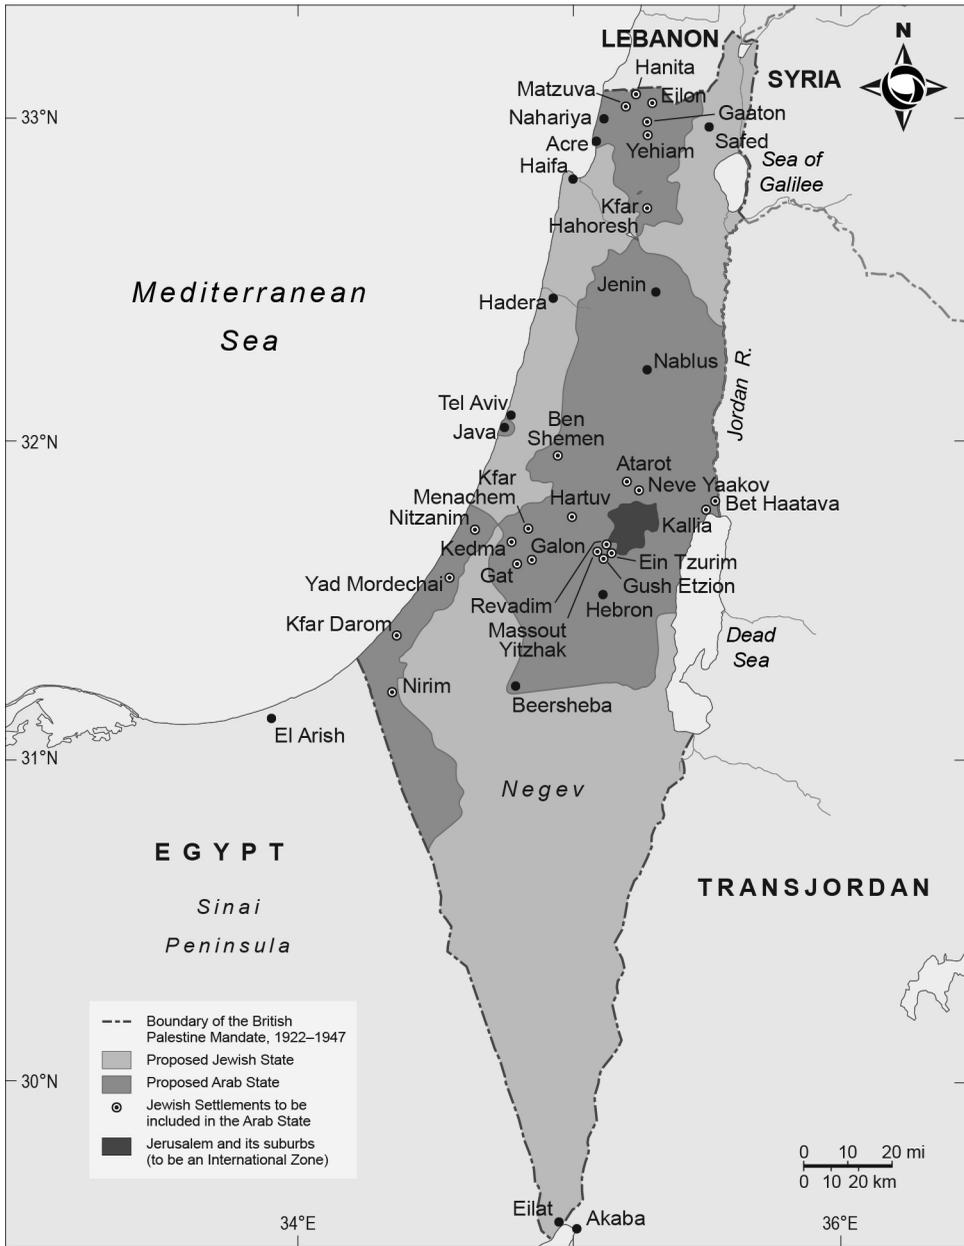 LEBANON
N
Hanita
SYRIA
Matzuva
Eilon
Nahariya
Gaaton
Acre
Yehiam
Safed
Haifa
Sea of
Galilee
Kfar
Hahoresh
33°N
Mediterranean
Sea
Jenin
Hadera
Nablus
Jordan R.
Tel Aviv
Java
Ben
Shemen
32°N
Atarot
Neve Yaakov
Kfar
Menachem
Hartuv
Bet Haatava
Nitzanim
Kallia
Kedma
Galon
Ein Tzurim
Gat
Gush Etzion
Yad Mordechai
Revadim
Hebron
Massout
Yitzhak
Kfar Darom
Dead
Sea
Nirim
Beersheba
El Arish
31°N
Negev
EGYPT
TRANSJORDAN
Sinai
Peninsula
Boundary of the British
Palestine Mandate, 1922–1947
Proposed Jewish State
Proposed Arab State
Jewish Settlements to be
included in the Arab State
Jerusalem and its suburbs
(to be an International Zone)
30°N
0 10 20 mi
0 10 20 km
Eilat
Akaba
34°E
36°E